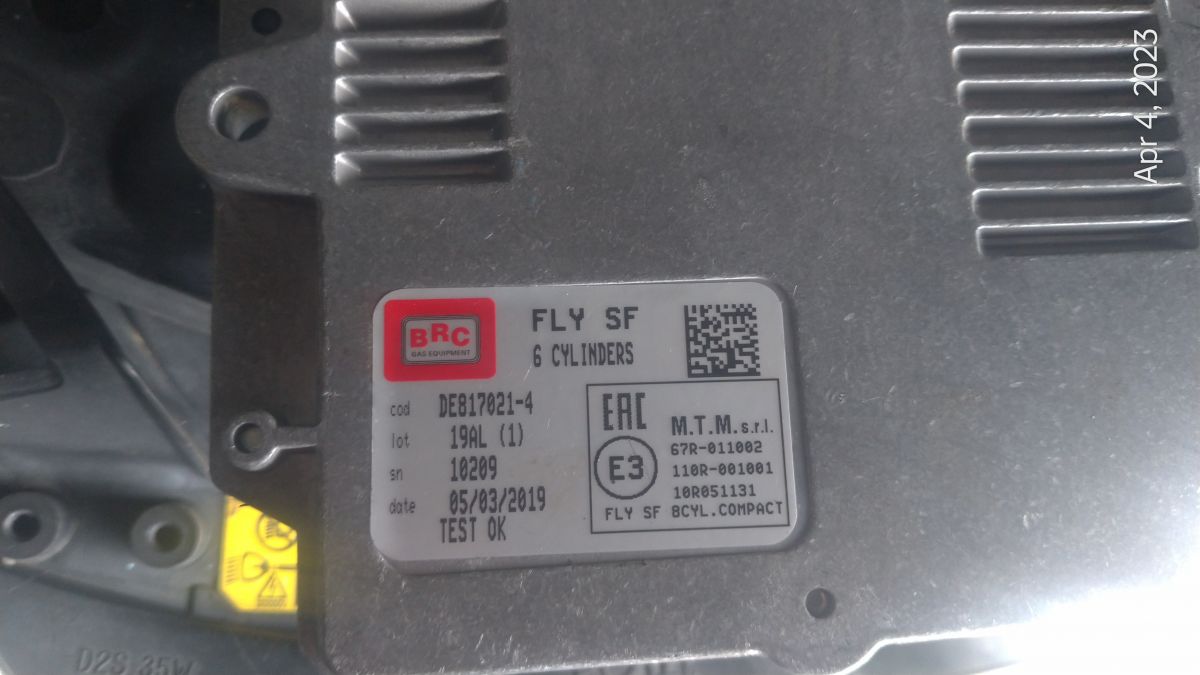 BRC
GAS EQUIPMENT
FLY SF
6 CYLINDERS
cod DE817021-4
lot 19AL (1)
sn 10209
date 05/03/2019
TEST OK
EAC
E3
M.T.M.s.r.l.
67R-011002
110R-001001
10R051131
FLY SF 8CYL.COMPACT
D2S 35W
Apr 4, 2023